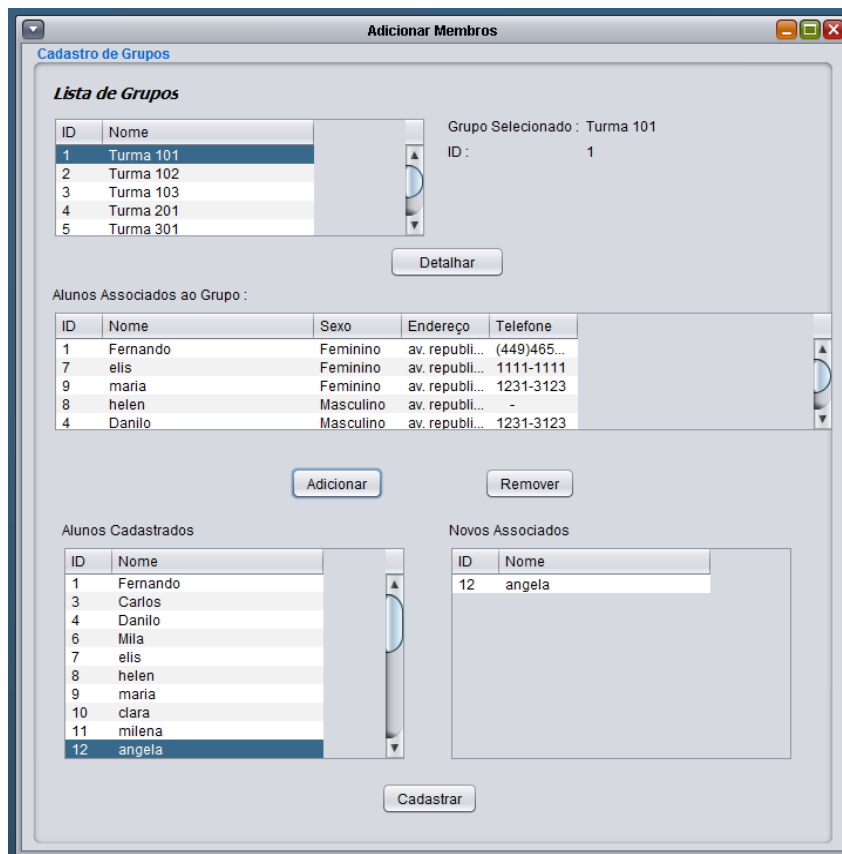 Adicionar Membros
Cadastro de Grupos
Lista de Grupos
Grupo Selecionado : Turma 101
ID : 1
ID Nome
1 Turma 101
2 Turma 102
3 Turma 103
4 Turma 201
5 Turma 301
Detalhar
Alunos Associados ao Grupo :
ID Nome Sexo Endereço Telefone
1 Fernando Feminino av. republi... (449)465...
7 elis Feminino av. republi... 1111-1111
9 maria Feminino av. republi... 1231-3123
8 helen Masculino av. republi... -
4 Danilo Masculino av. republi... 1231-3123
Adicionar Remover
Alunos Cadastrados
ID Nome
1 Fernando
3 Carlos
4 Danilo
6 Mila
7 elis
8 helen
9 maria
10 clara
11 milena
12 angela
Novos Associados
ID Nome
12 angela
Cadastrar